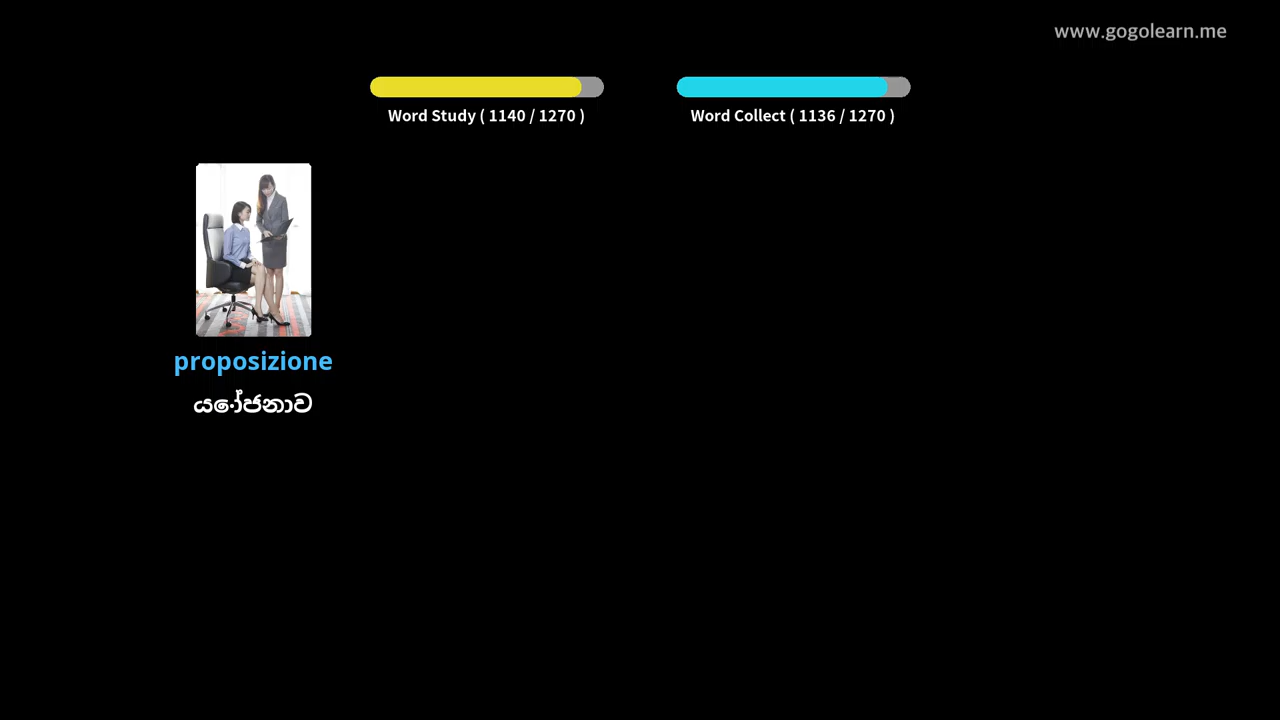 www.gogolearn.me
Word Study ( 1140 / 1270 )
Word Collect ( 1136 / 1270 )
proposizione
යෝජනාව